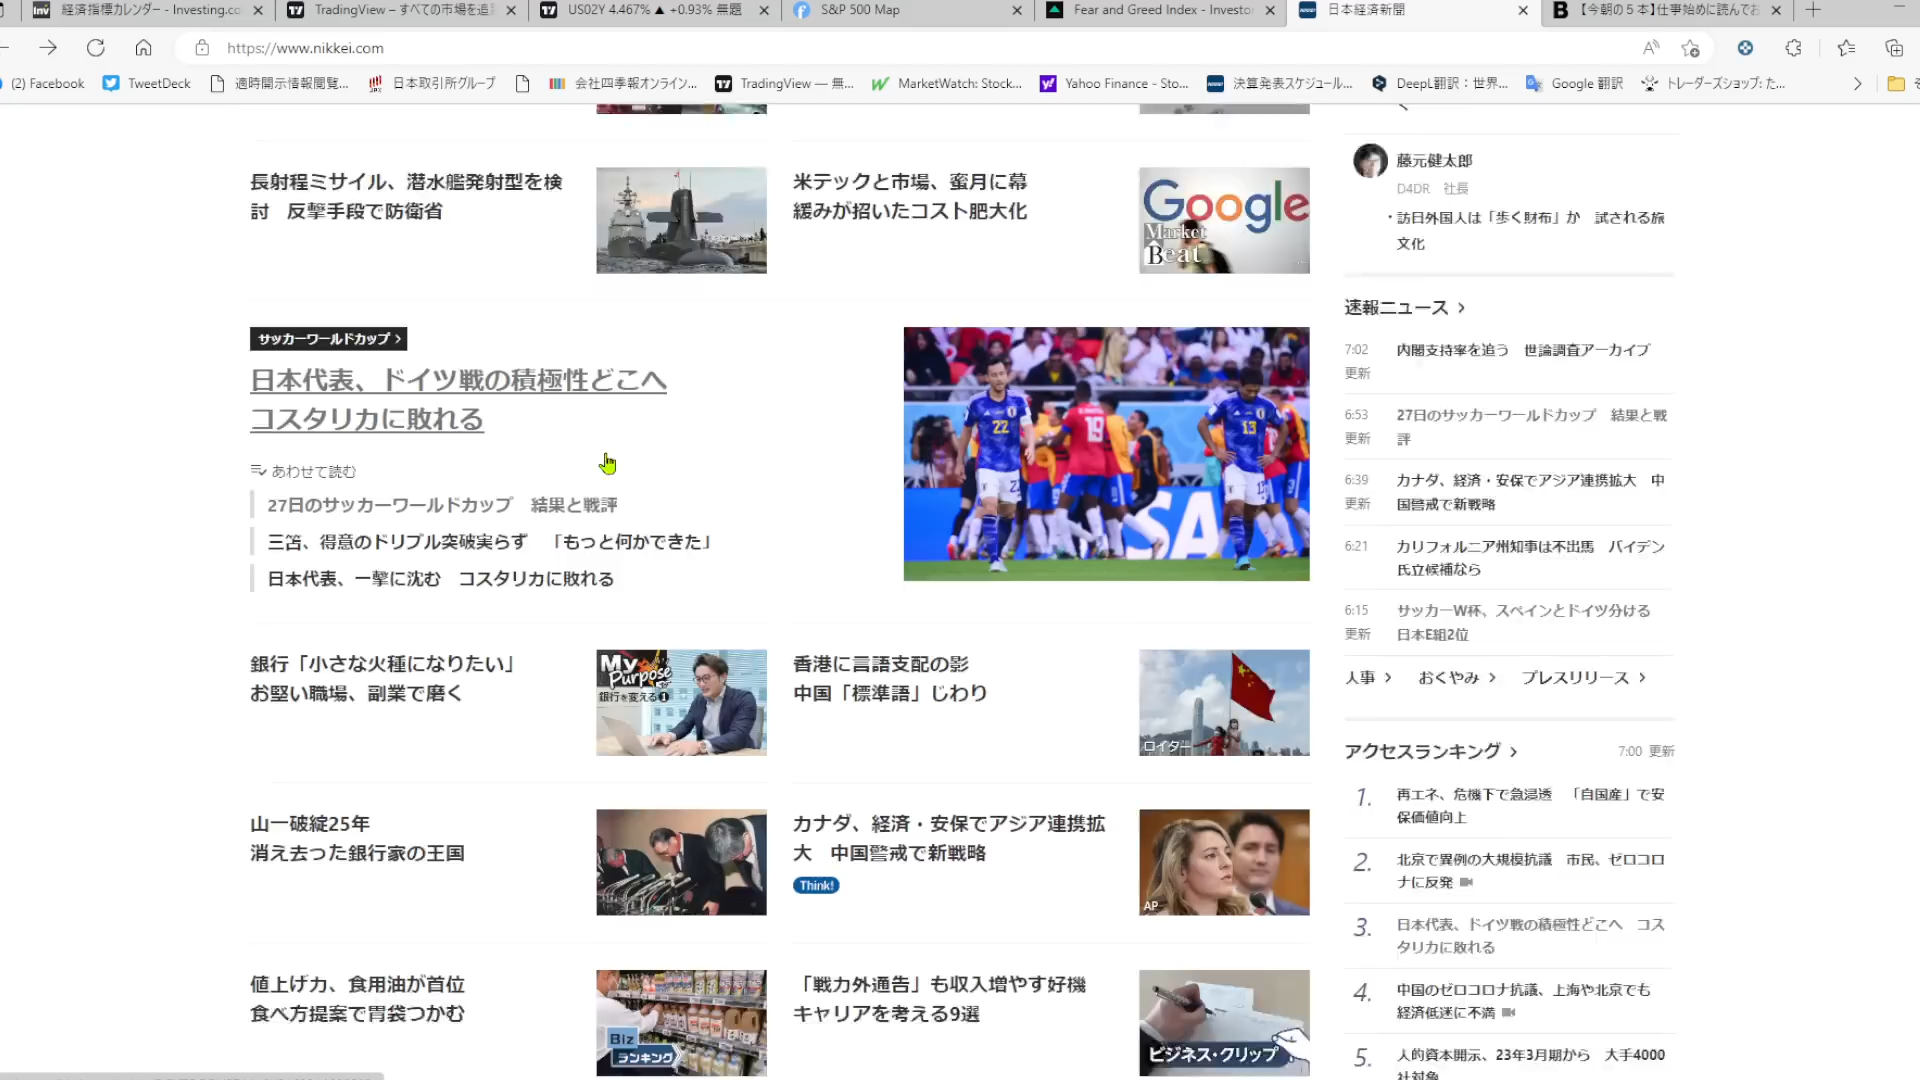 経済指標カレンダー - Investing.co
TradingView – すべての市場を追
US02Y 4.467% ▲ +0.93% 無題
S&P 500 Map
Fear and Greed Index - Investor
日本経済新聞
【今朝の5本】仕事始めに読んでお
https://www.nikkei.com
(2) Facebook
TweetDeck
適時開示情報閲覧...
日本取引所グループ
会社四季報オンライン...
TradingView — 無...
MarketWatch: Stock...
Yahoo Finance - Sto...
決算発表スケジュール...
DeepL翻訳：世界...
Google 翻訳
トレーダーズショップ: た...
長射程ミサイル、潜水艦発射型を検
討　反撃手段で防衛省
米テックと市場、蜜月に幕
緩みが招いたコスト肥大化
Google
Market
Beat
サッカーワールドカップ
日本代表、ドイツ戦の積極性どこへ
コスタリカに敗れる
あわせて読む
27日のサッカーワールドカップ　結果と戦評
三笘、得意のドリブル突破実らず　「もっと何かできた」
日本代表、一撃に沈む　コスタリカに敗れる
22
19
13
VISA
銀行「小さな火種になりたい」
お堅い職場、副業で磨く
My
Purpose
銀行を変える❶
香港に言語支配の影
中国「標準語」じわり
ロイター
山一破綻25年
消え去った銀行家の王国
カナダ、経済・安保でアジア連携拡
大　中国警戒で新戦略
Think!
AP
値上げ力、食用油が首位
食べ方提案で胃袋つかむ
Biz
ランキング
「戦力外通告」も収入増やす好機
キャリアを考える9選
ビジネス・クリップ
藤元健太郎
D4DR　社長
・訪日外国人は「歩く財布」か　試される旅
文化
速報ニュース
7:02
更新
内閣支持率を追う　世論調査アーカイブ
6:53
更新
27日のサッカーワールドカップ　結果と戦
評
6:39
更新
カナダ、経済・安保でアジア連携拡大　中
国警戒で新戦略
6:21
カリフォルニア州知事は不出馬　バイデン
氏立候補なら
6:15
更新
サッカーW杯、スペインとドイツ分ける
日本E組2位
人事
おくやみ
プレスリリース
アクセスランキング
7:00 更新
1.
再エネ、危機下で急浸透　「自国産」で安
保価値向上
2.
北京で異例の大規模抗議　市民、ゼロコロ
ナに反発
3.
日本代表、ドイツ戦の積極性どこへ　コス
タリカに敗れる
4.
中国のゼロコロナ抗議、上海や北京でも
経済低迷に不満
5.
人的資本開示、23年3月期から　大手4000
社対象